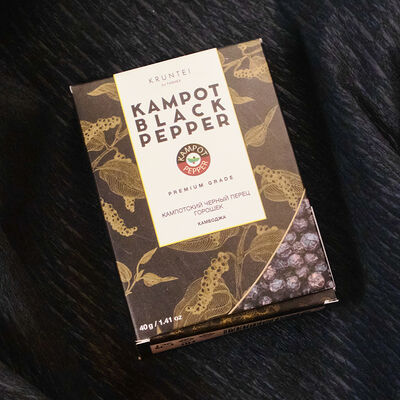 KRUNTEI
KAMPOT
BLACK
PEPPER
KAMPOT
PEPPER
PREMIUM GRADE
КАМПОТСКИЙ ЧЕРНЫЙ ПЕРЕЦ
ГОРОШЕК
КАМБОДЖА
40 g / 1.41 oz